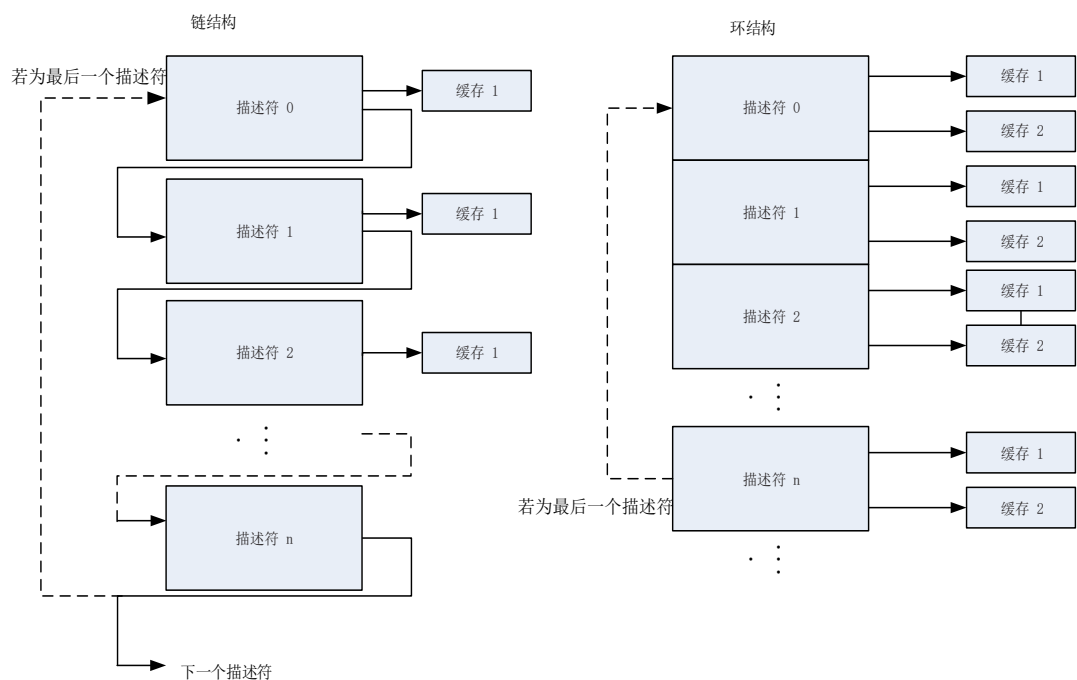 链结构
若为最后一个描述符
描述符 0
缓存 1
描述符 1
缓存 1
描述符 2
缓存 1
描述符 n
下一个描述符
环结构
描述符 0
缓存 1
缓存 2
描述符 1
缓存 1
缓存 2
描述符 2
缓存 1
缓存 2
描述符 n
缓存 1
缓存 2
若为最后一个描述符